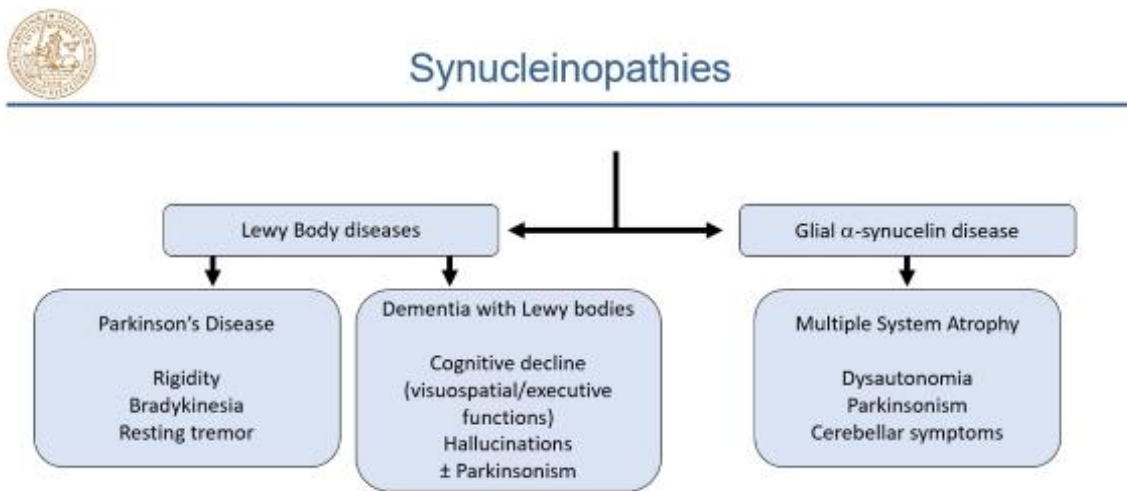 Synucleinopathies
Lewy Body diseases
Glial α-synucelin disease
Parkinson's Disease
Rigidity
Bradykinesia
Resting tremor
Dementia with Lewy bodies
Cognitive decline
(visuospatial/executive
functions)
Hallucinations
± Parkinsonism
Multiple System Atrophy
Dysautonomia
Parkinsonism
Cerebellar symptoms